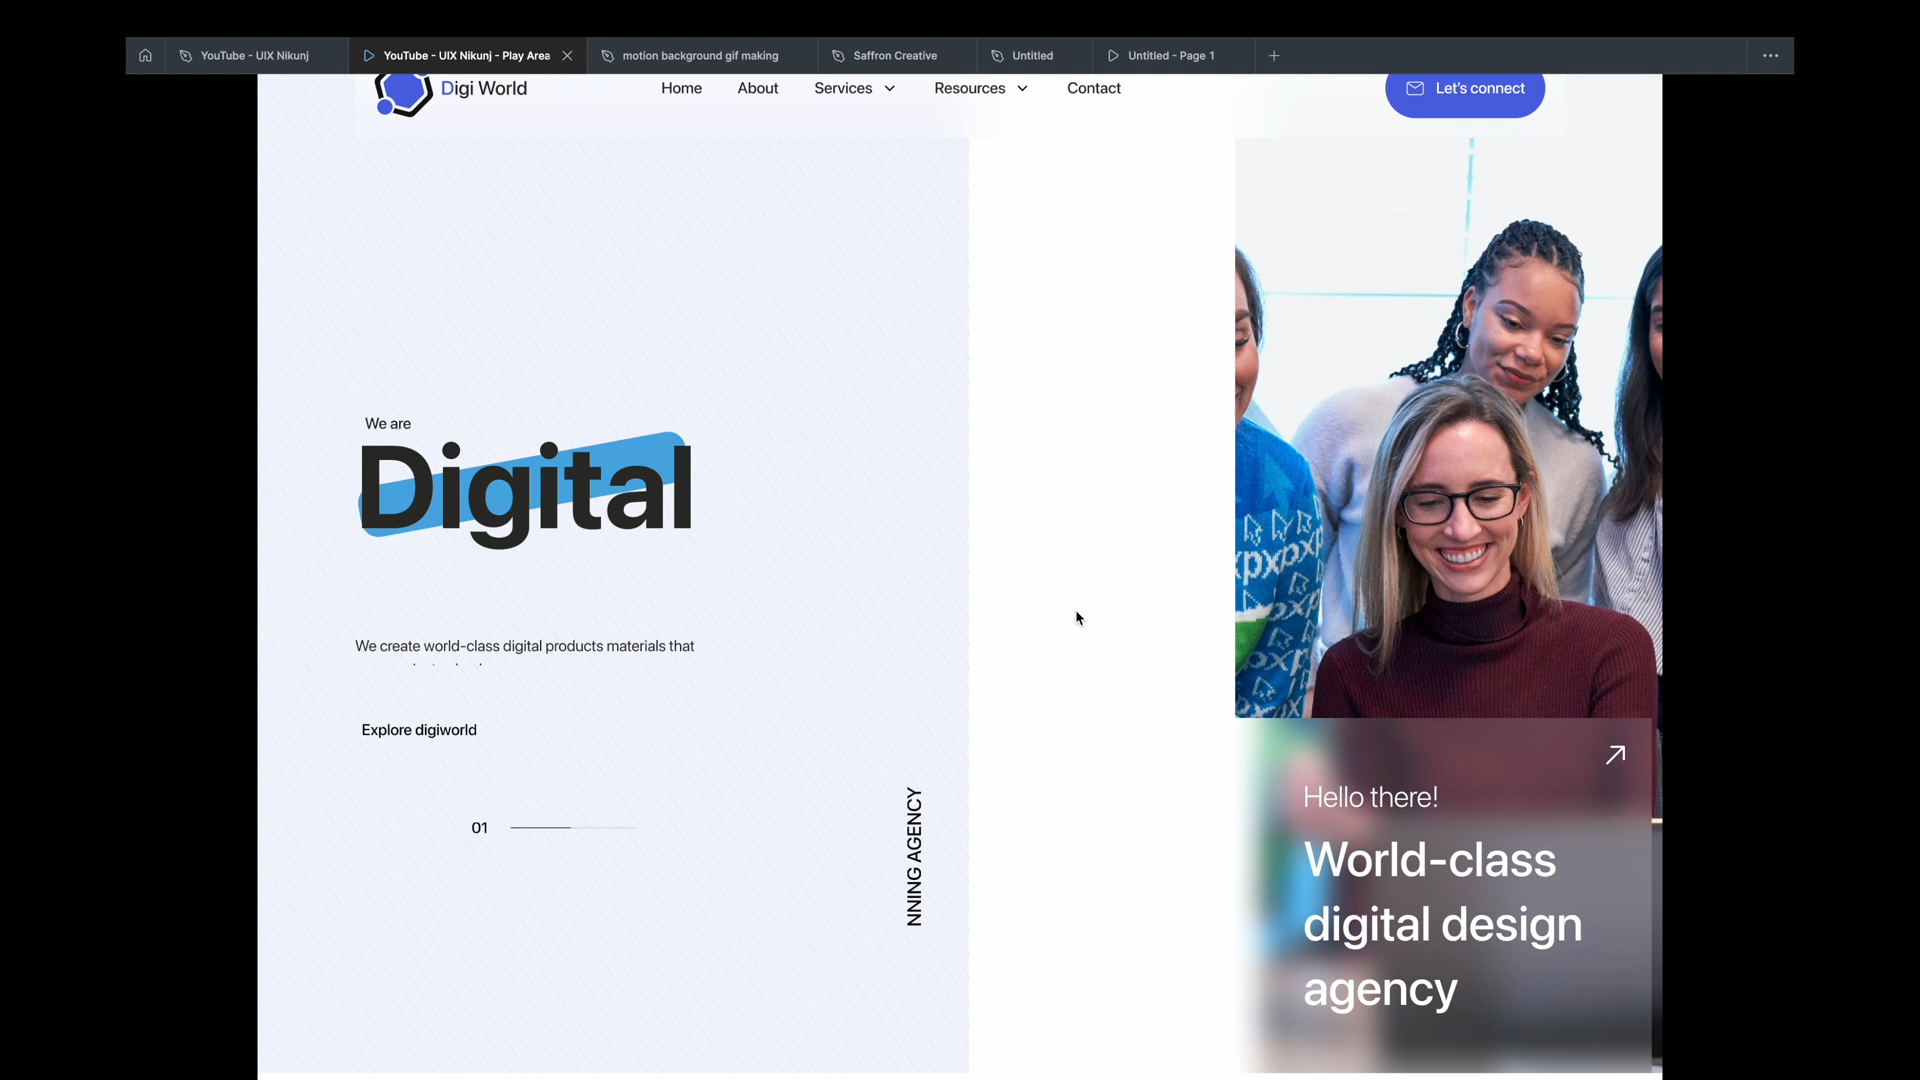 YouTube - UIX Nikunj
YouTube - UIX Nikunj - Play Area
motion background gif making
Saffron Creative
Untitled
Untitled - Page 1
Digi World
Home
About
Services
Resources
Contact
Let's connect
We are
Digital
We create world-class digital products materials that
Explore digiworld
01
NNING AGENCY
Hello there!
World-class
digital design
agency